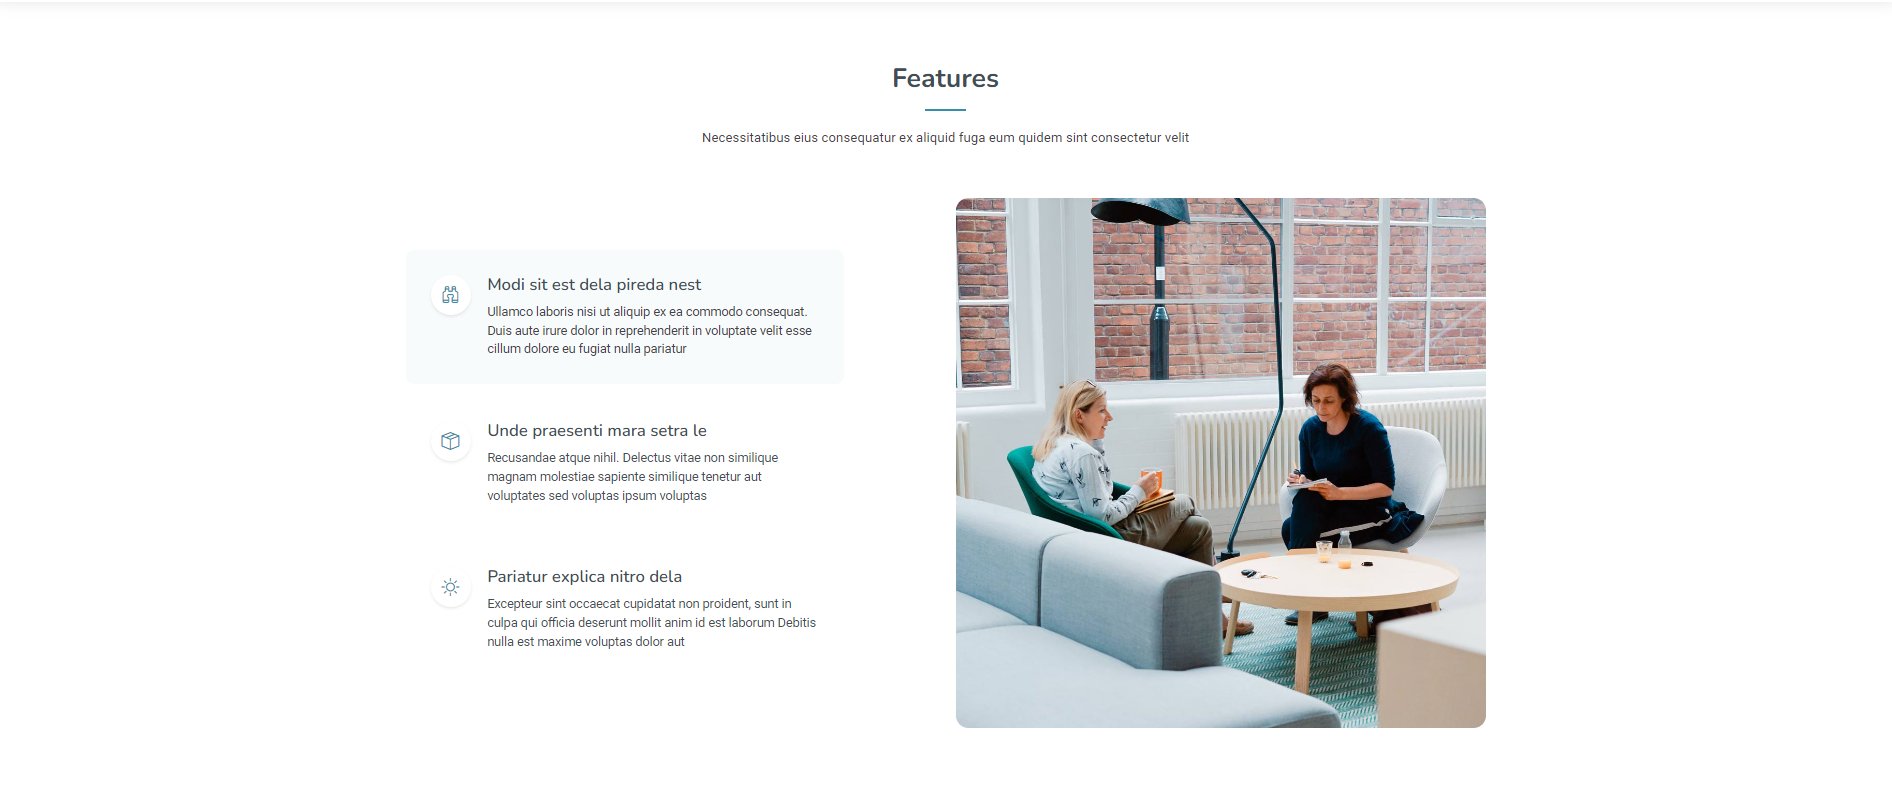 Features
Necessitatibus eius consequatur ex aliquid fuga eum quidem sint consectetur velit
Modi sit est dela pireda nest
Ullamco laboris nisi ut aliquip ex ea commodo consequat.
Duis aute irure dolor in reprehenderit in voluptate velit esse
cillum dolore eu fugiat nulla pariatur
Unde praesenti mara setra le
Recusandae atque nihil. Delectus vitae non similique
magnam molestiae sapiente similique tenetur aut
voluptates sed voluptas ipsum voluptas
Pariatur explica nitro dela
Excepteur sint occaecat cupidatat non proident, sunt in
culpa qui officia deserunt mollit anim id est laborum Debitis
nulla est maxime voluptas dolor aut